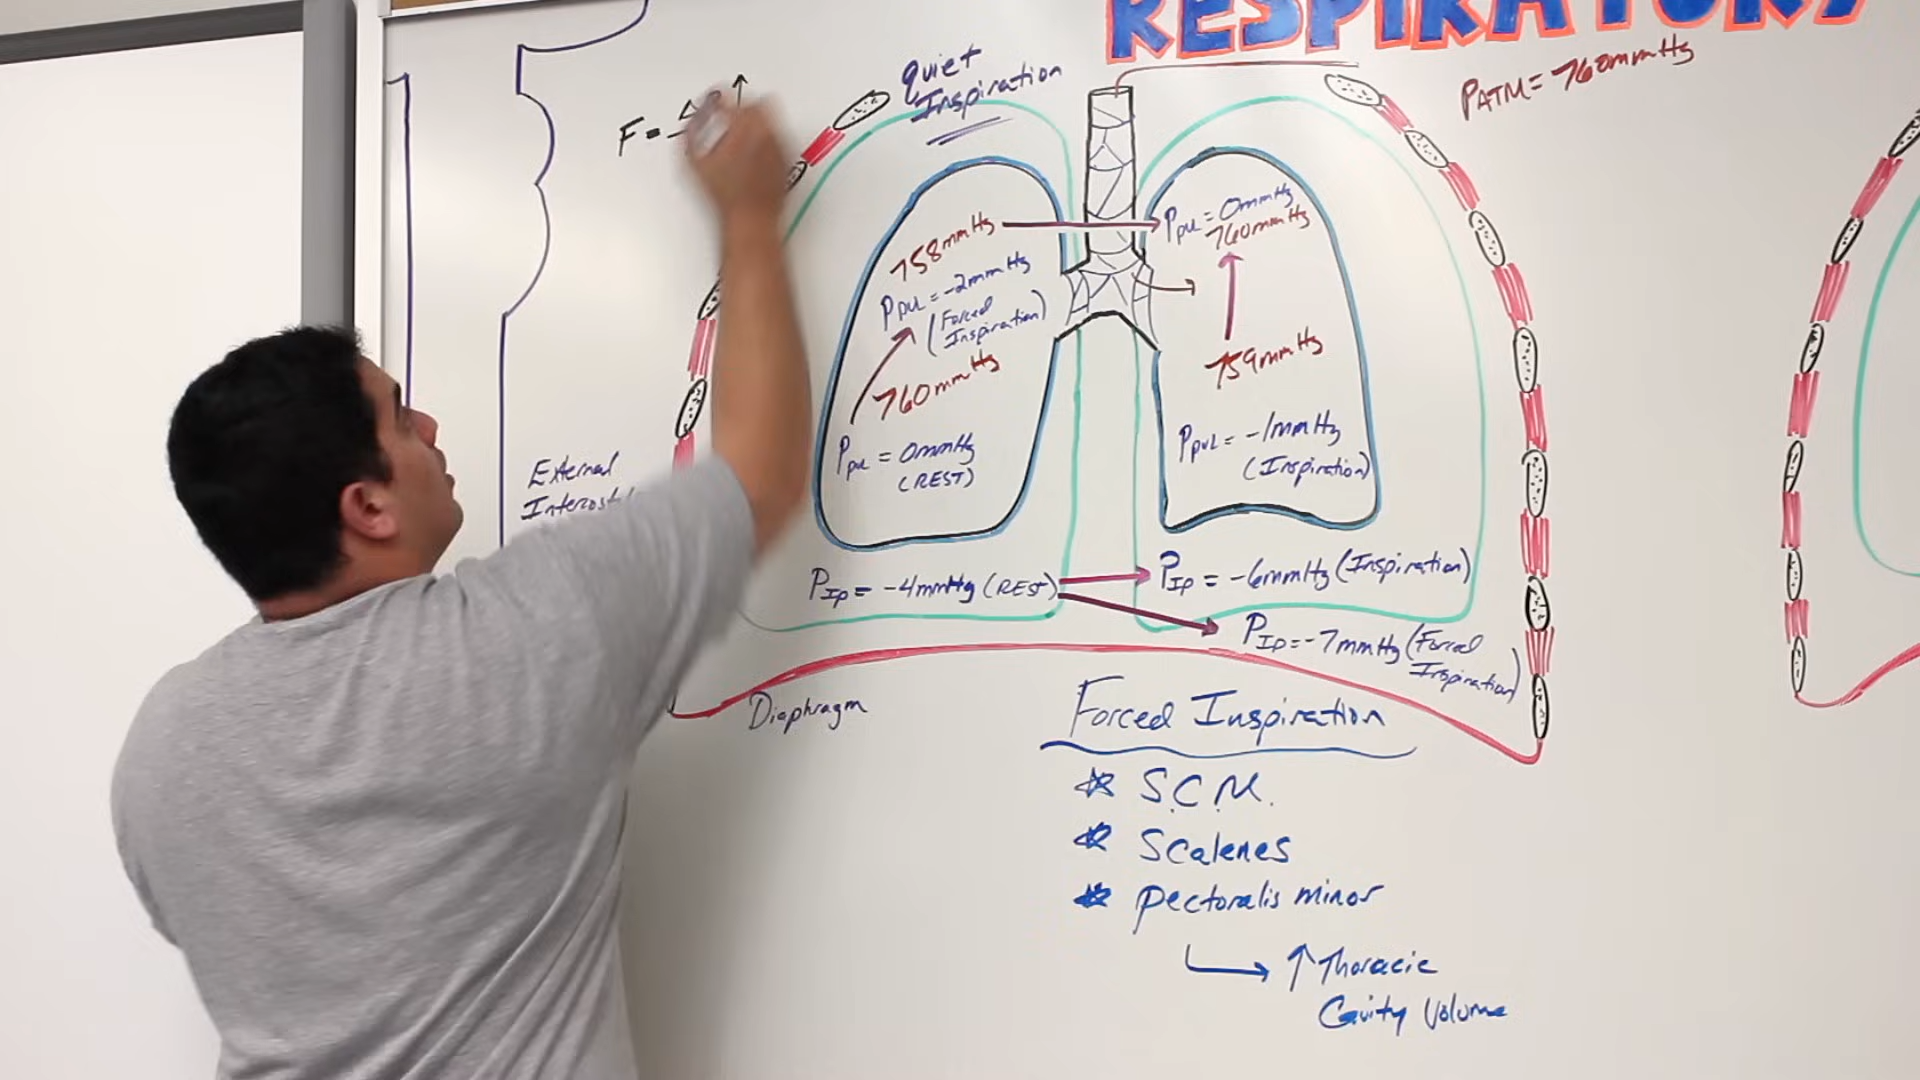 RESPIRATORY
PATM = 760mmHg
quiet
Inspiration
F =
758mmHg
Ppul = -2mmHg
(Forced
Inspiration)
760mmHg
Ppul = 0mmHg
(REST)
Ppul = 0mmHg
760mmHg
759mmHg
Ppul = -1mmHg
(Inspiration)
External
PIp = -4mmHg (REST)
PIp = -6mmHg (Inspiration)
PIp = -7mmHg (Forced
Inspiration)
Diaphragm
Forced Inspiration
S.C.M.
Scalenes
Pectoralis minor
↑ Thoracic
Cavity Volume